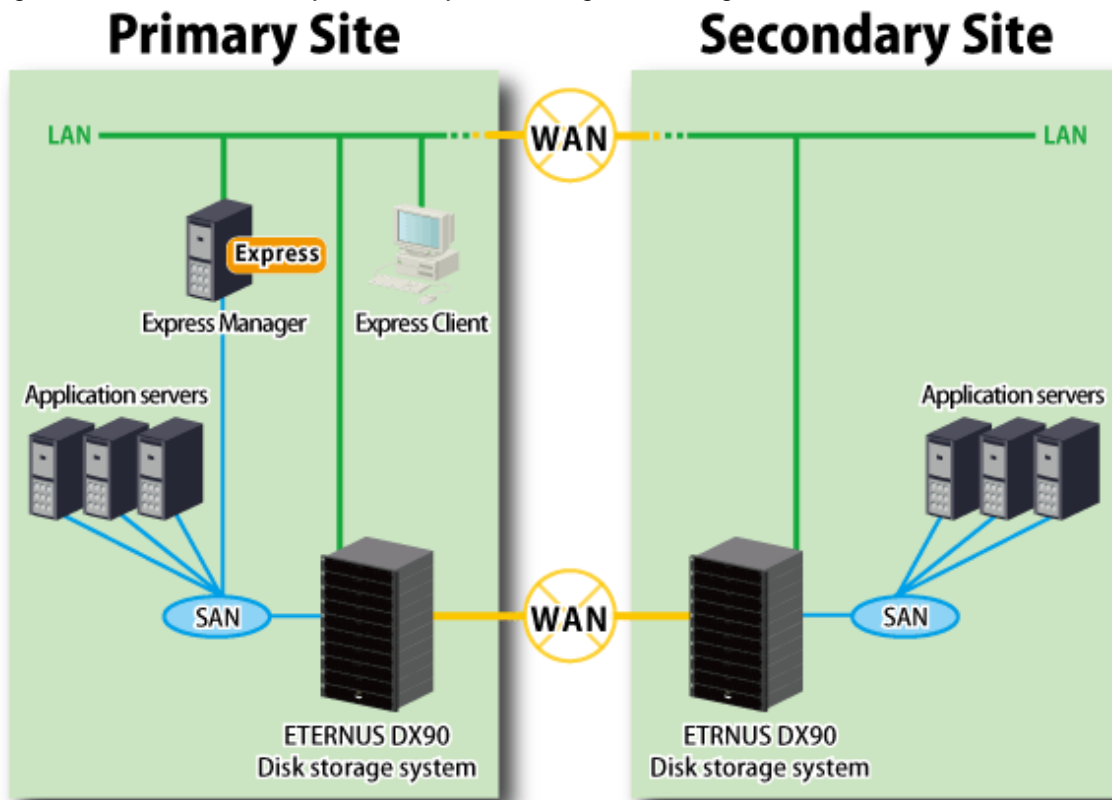 Primary Site
Secondary Site
LAN
WAN
LAN
Express
Express Manager
Express Client
Application servers
Application servers
SAN
WAN
SAN
ETERNUS DX90
Disk storage system
ETRNUS DX90
Disk storage system